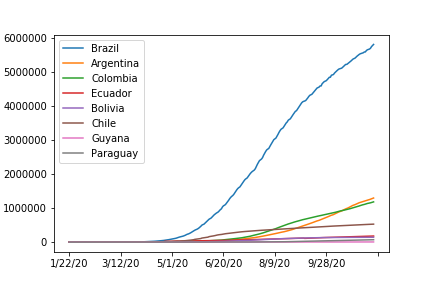 6000000
5000000
4000000
3000000
2000000
1000000
0
Brazil
Argentina
Colombia
Ecuador
Bolivia
Chile
Guyana
Paraguay
1/22/20 3/12/20 5/1/20 6/20/20 8/9/20 9/28/20